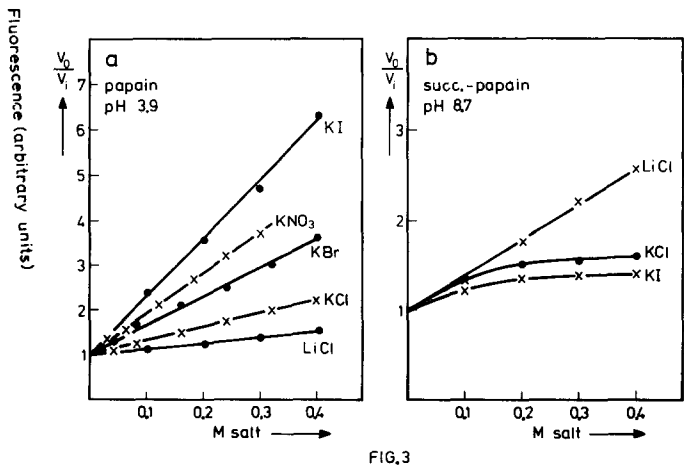 Fluorescence (arbitrary units)
V₀
Vᵢ
a
papain
pH 3,9
7
6
5
4
3
2
1
KI
KNO₃
KBr
KCl
LiCl
0,1
0,2
0,3
0,4
M salt
V₀
Vᵢ
b
succ.-papain
pH 8,7
3
2
1
LiCl
KCl
KI
0,1
0,2
0,3
0,4
M salt
FIG,3